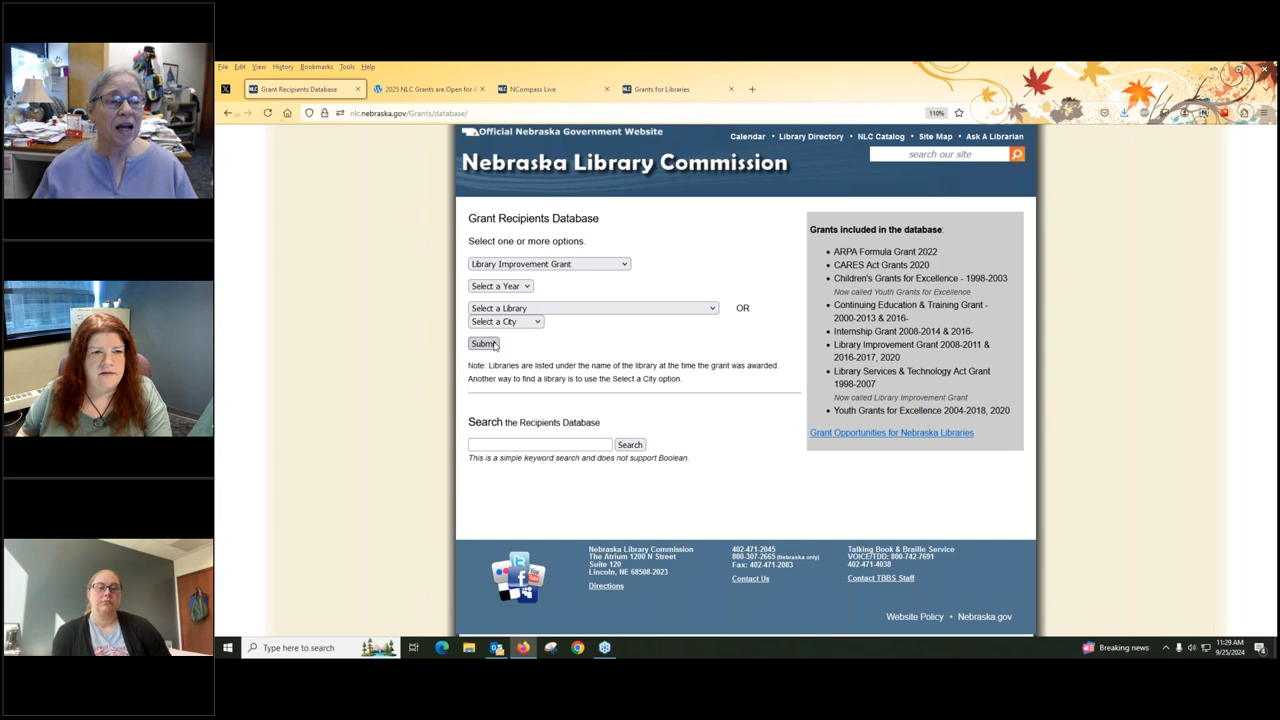 File Edit View History Bookmarks Tools Help
Grant Recipients Database
2025 NLC Grants are Open for
NCompass Live
Grants for Libraries
nlc.nebraska.gov/Grants/database/
110%
Official Nebraska Government Website
Nebraska Library Commission
Calendar • Library Directory • NLC Catalog • Site Map • Ask A Librarian
search our site
Grant Recipients Database
Select one or more options.
Library Improvement Grant
Select a Year
Select a Library
OR
Select a City
Submit
Note: Libraries are listed under the name of the library at the time the grant was awarded.
Another way to find a library is to use the Select a City option.
Search the Recipients Database
Search
This is a simple keyword search and does not support Boolean.
Grants included in the database:
• ARPA Formula Grant 2022
• CARES Act Grants 2020
• Children's Grants for Excellence - 1998-2003
Now called Youth Grants for Excellence
• Continuing Education & Training Grant -
2000-2013 & 2016-
• Internship Grant 2008-2014 & 2016-
• Library Improvement Grant 2008-2011 &
2016-2017, 2020
• Library Services & Technology Act Grant
1998-2007
Now called Library Improvement Grant
• Youth Grants for Excellence 2004-2018, 2020
Grant Opportunities for Nebraska Libraries
Nebraska Library Commission
The Atrium 1200 N Street
Suite 120
Lincoln, NE 68508-2023
Directions
402-471-2045
800-307-2665 (Nebraska only)
Fax: 402-471-2083
Contact Us
Talking Book & Braille Service
VOICE/TDD: 800-742-7691
402-471-4038
Contact TBBS Staff
Website Policy • Nebraska.gov
Type here to search
Breaking news
11:29 AM
9/25/2024